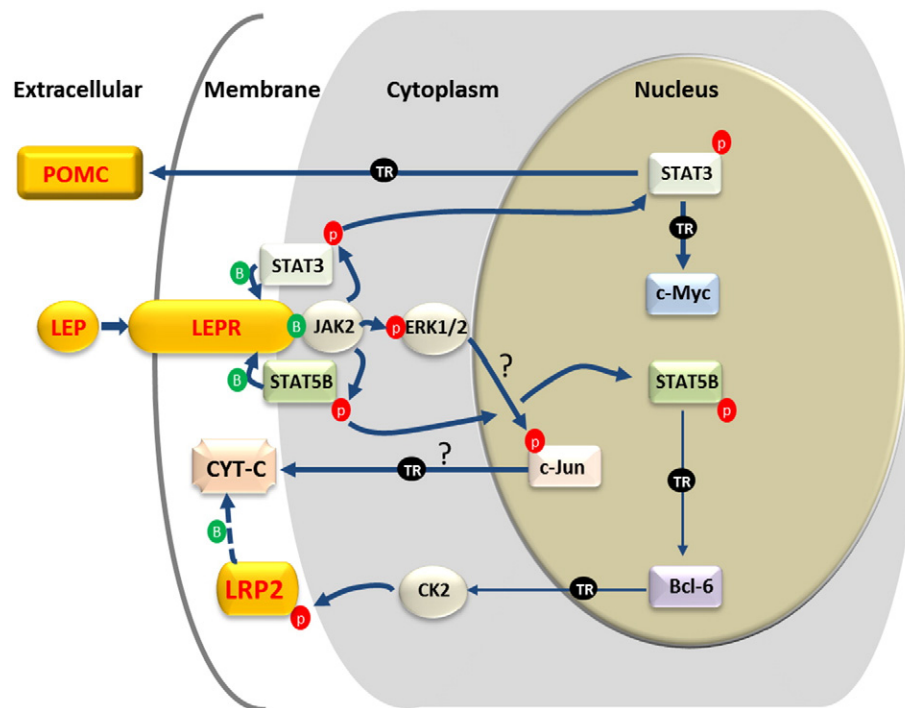 Extracellular Membrane Cytoplasm Nucleus
p
POMC TR STAT3
p TR
B STAT3
c-Myc
LEP LEPR B JAK2 p ERK1/2
?
B STAT5B STAT5B
p p
p
?
CYT-C TR c-Jun TR
B
LRP2 CK2 TR Bcl-6
p